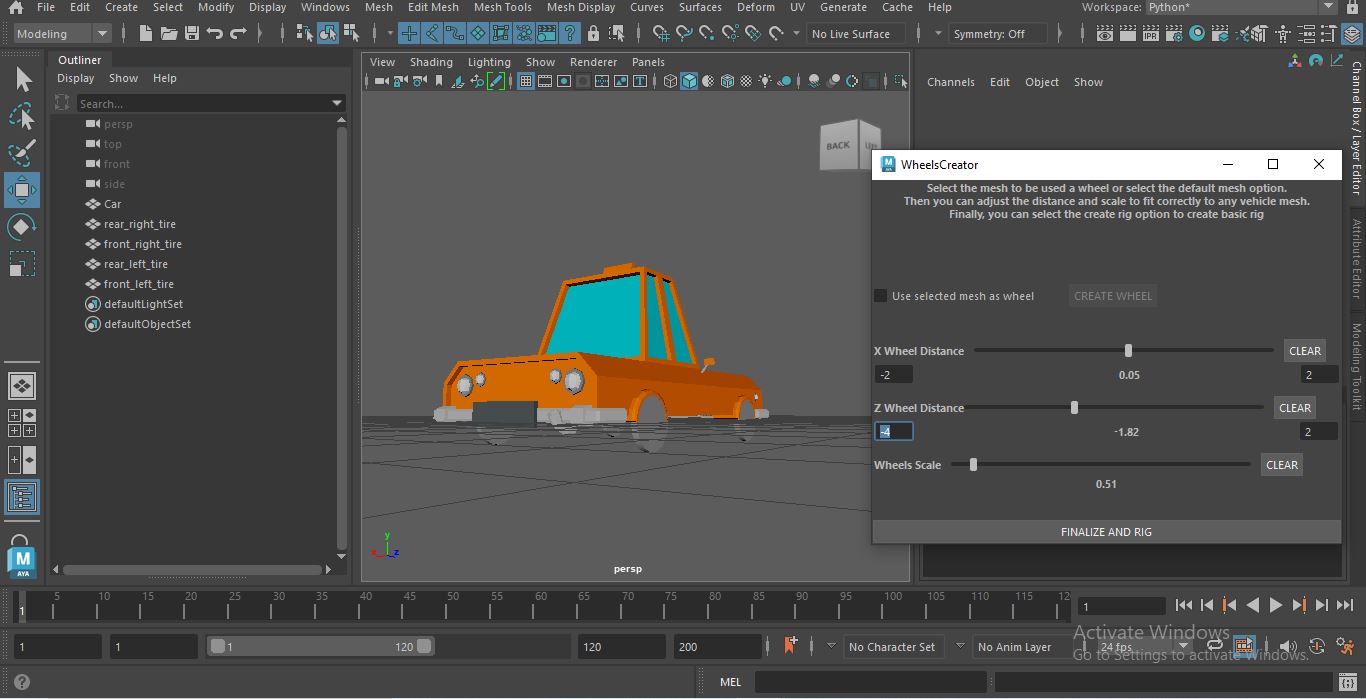 File Edit Create Select Modify Display Windows Mesh Edit Mesh Mesh Tools Mesh Display Curves Surfaces Deform UV Generate Cache Help Workspace: Python*
Modeling No Live Surface Symmetry: Off
Outliner
Display Show Help
Search...
persp
top
front
side
Car
rear_right_tire
front_right_tire
rear_left_tire
front_left_tire
defaultLightSet
defaultObjectSet
View Shading Lighting Show Renderer Panels
IPR
BACK
y
x z
persp
Channels Edit Object Show
Channel Box / Layer Editor
Attribute Editor
Modeling Toolkit
M
WheelsCreator
Select the mesh to be used a wheel or select the default mesh option.
Then you can adjust the distance and scale to fit correctly to any vehicle mesh.
Finally, you can select the create rig option to create basic rig
Use selected mesh as wheel CREATE WHEEL
X Wheel Distance CLEAR
-2 0.05 2
Z Wheel Distance CLEAR
-4 -1.82 2
Wheels Scale CLEAR
0.51
FINALIZE AND RIG
M
AYA
1 5 10 15 20 25 30 35 40 45 50 55 60 65 70 75 80 85 90 95 100 105 110 115 12
1
1 1 1 120 120 200 No Character Set No Anim Layer 24 fps
Activate Windows
Go to Settings to activate Windows.
MEL